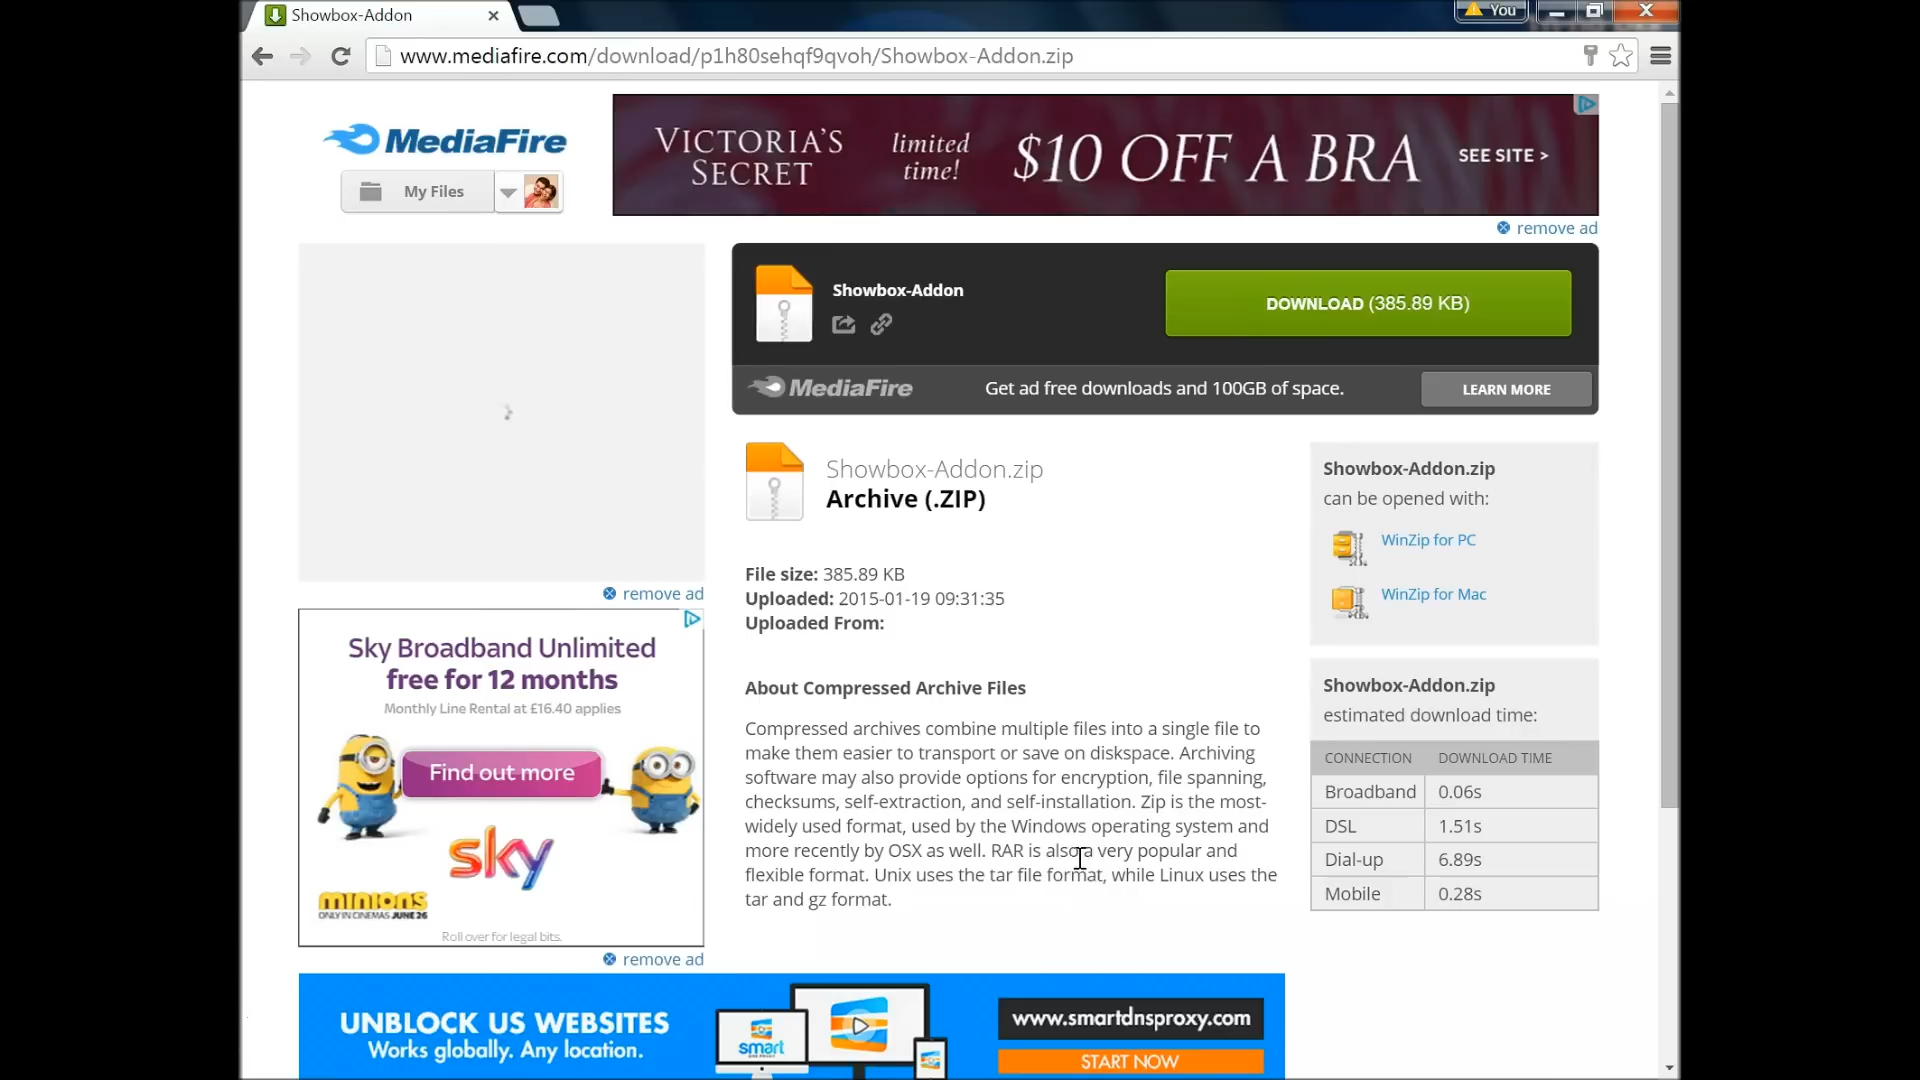 Showbox-Addon
You
www.mediafire.com/download/p1h80sehqf9qvoh/Showbox-Addon.zip
MediaFire
My Files
VICTORIA'S
SECRET
limited
time!
$10 OFF A BRA
SEE SITE >
remove ad
Showbox-Addon
DOWNLOAD (385.89 KB)
MediaFire
Get ad free downloads and 100GB of space.
LEARN MORE
Showbox-Addon.zip
Archive (.ZIP)
File size: 385.89 KB
Uploaded: 2015-01-19 09:31:35
Uploaded From:
About Compressed Archive Files
Compressed archives combine multiple files into a single file to
make them easier to transport or save on diskspace. Archiving
software may also provide options for encryption, file spanning,
checksums, self-extraction, and self-installation. Zip is the most-
widely used format, used by the Windows operating system and
more recently by OSX as well. RAR is also a very popular and
flexible format. Unix uses the tar file format, while Linux uses the
tar and gz format.
Showbox-Addon.zip
can be opened with:
WinZip for PC
WinZip for Mac
Showbox-Addon.zip
estimated download time:
CONNECTION DOWNLOAD TIME
Broadband 0.06s
DSL 1.51s
Dial-up 6.89s
Mobile 0.28s
remove ad
Sky Broadband Unlimited
free for 12 months
Monthly Line Rental at £16.40 applies
Find out more
sky
minions
ONLY IN CINEMAS JUNE 26
Roll over for legal bits.
remove ad
UNBLOCK US WEBSITES
Works globally. Any location.
smart
www.smartdnsproxy.com
START NOW